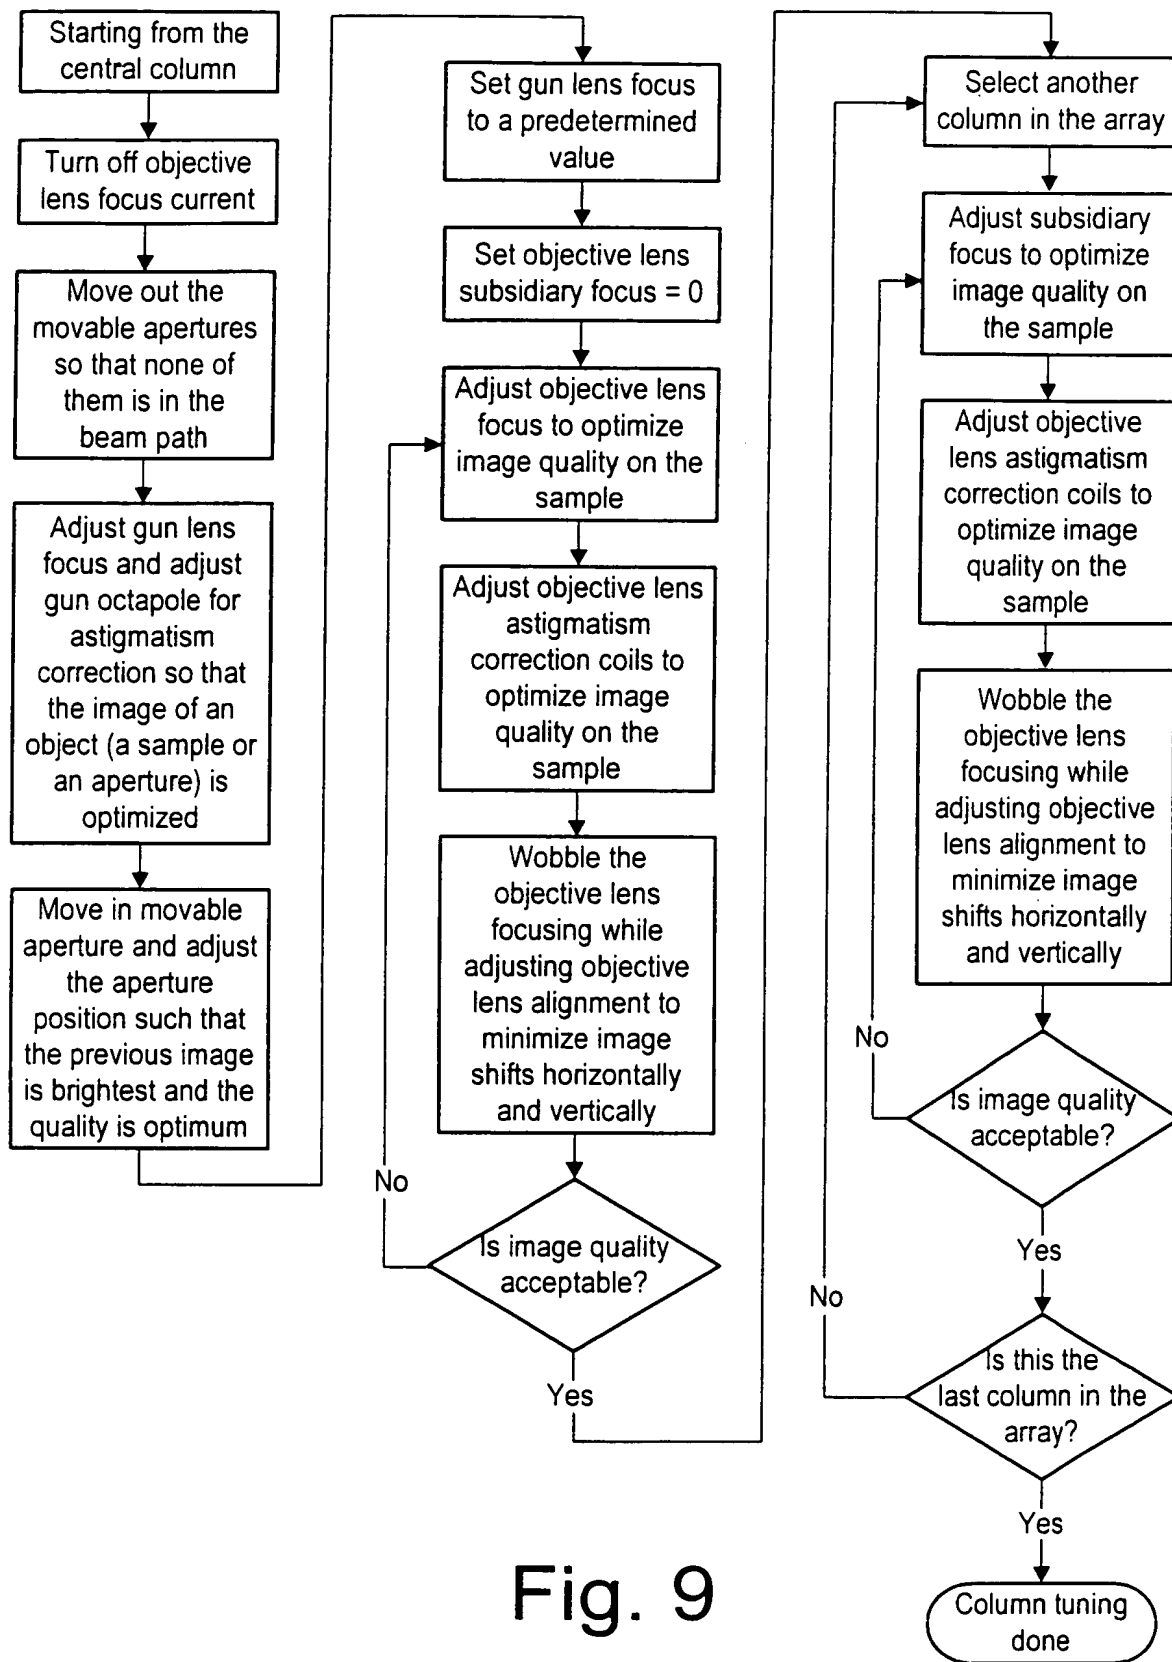 Starting from the
central column
Turn off objective
lens focus current
Move out the
movable apertures
so that none of
them is in the
beam path
Adjust gun lens
focus and adjust
gun octapole for
astigmatism
correction so that
the image of an
object (a sample or
an aperture) is
optimized
Move in movable
aperture and adjust
the aperture
position such that
the previous image
is brightest and the
quality is optimum
Set gun lens focus
to a predetermined
value
Set objective lens
subsidiary focus = 0
Adjust objective lens
focus to optimize
image quality on the
sample
Adjust objective lens
astigmatism
correction coils to
optimize image
quality on the
sample
Wobble the
objective lens
focusing while
adjusting objective
lens alignment to
minimize image
shifts horizontally
and vertically
No
Is image quality
acceptable?
Yes
Select another
column in the array
Adjust subsidiary
focus to optimize
image quality on
the sample
Adjust objective
lens astigmatism
correction coils to
optimize image
quality on the
sample
Wobble the
objective lens
focusing while
adjusting objective
lens alignment to
minimize image
shifts horizontally
and vertically
No
Is image quality
acceptable?
Yes
No
Is this the
last column in the
array?
Yes
Column tuning
done
Fig. 9